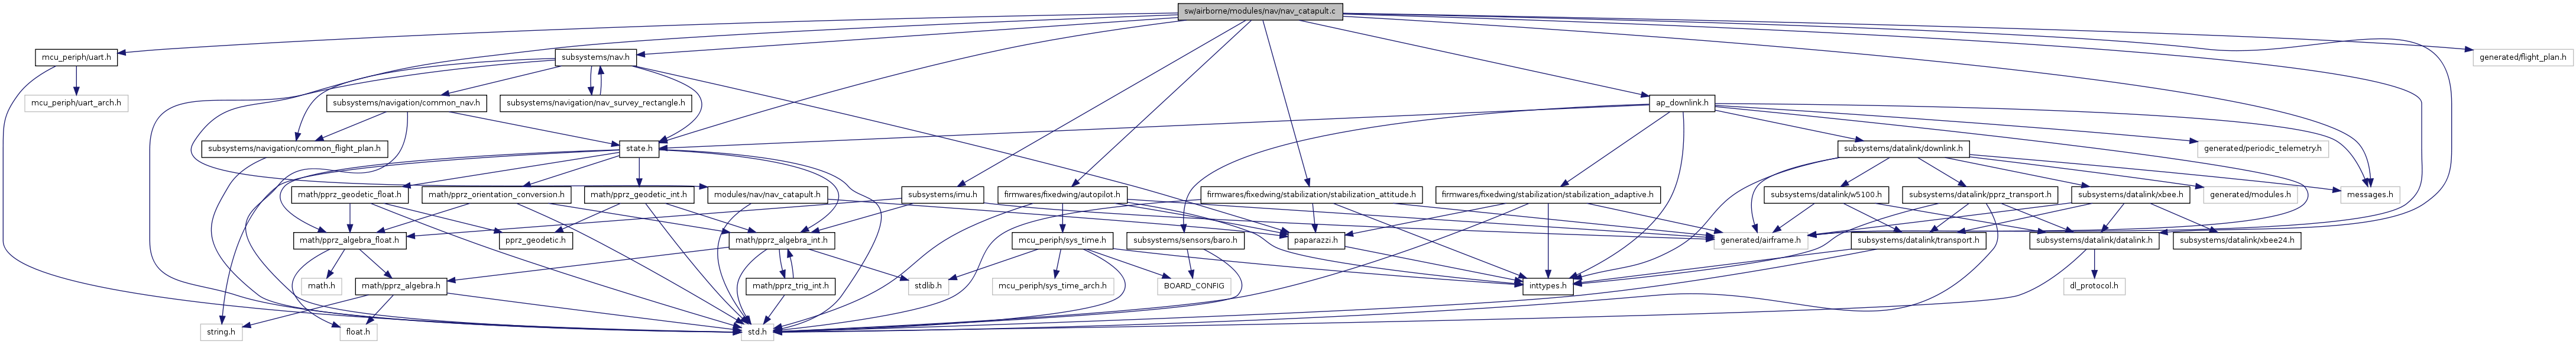 sw/airborne/modules/nav/nav_catapult.c
mcu_periph/uart.h
subsystems/nav.h
generated/flight_plan.h
mcu_periph/uart_arch.h
subsystems/navigation/common_nav.h
subsystems/navigation/nav_survey_rectangle.h
ap_downlink.h
subsystems/navigation/common_flight_plan.h
state.h
subsystems/datalink/downlink.h
generated/periodic_telemetry.h
math/pprz_geodetic_float.h
math/pprz_orientation_conversion.h
math/pprz_geodetic_int.h
modules/nav/nav_catapult.h
subsystems/imu.h
firmwares/fixedwing/autopilot.h
firmwares/fixedwing/stabilization/stabilization_attitude.h
firmwares/fixedwing/stabilization/stabilization_adaptive.h
subsystems/datalink/w5100.h
subsystems/datalink/pprz_transport.h
subsystems/datalink/xbee.h
generated/modules.h
messages.h
math/pprz_algebra_float.h
pprz_geodetic.h
math/pprz_algebra_int.h
mcu_periph/sys_time.h
subsystems/sensors/baro.h
paparazzi.h
generated/airframe.h
subsystems/datalink/transport.h
subsystems/datalink/datalink.h
subsystems/datalink/xbee24.h
math.h
math/pprz_algebra.h
math/pprz_trig_int.h
stdlib.h
mcu_periph/sys_time_arch.h
BOARD_CONFIG
inttypes.h
dl_protocol.h
string.h
float.h
std.h